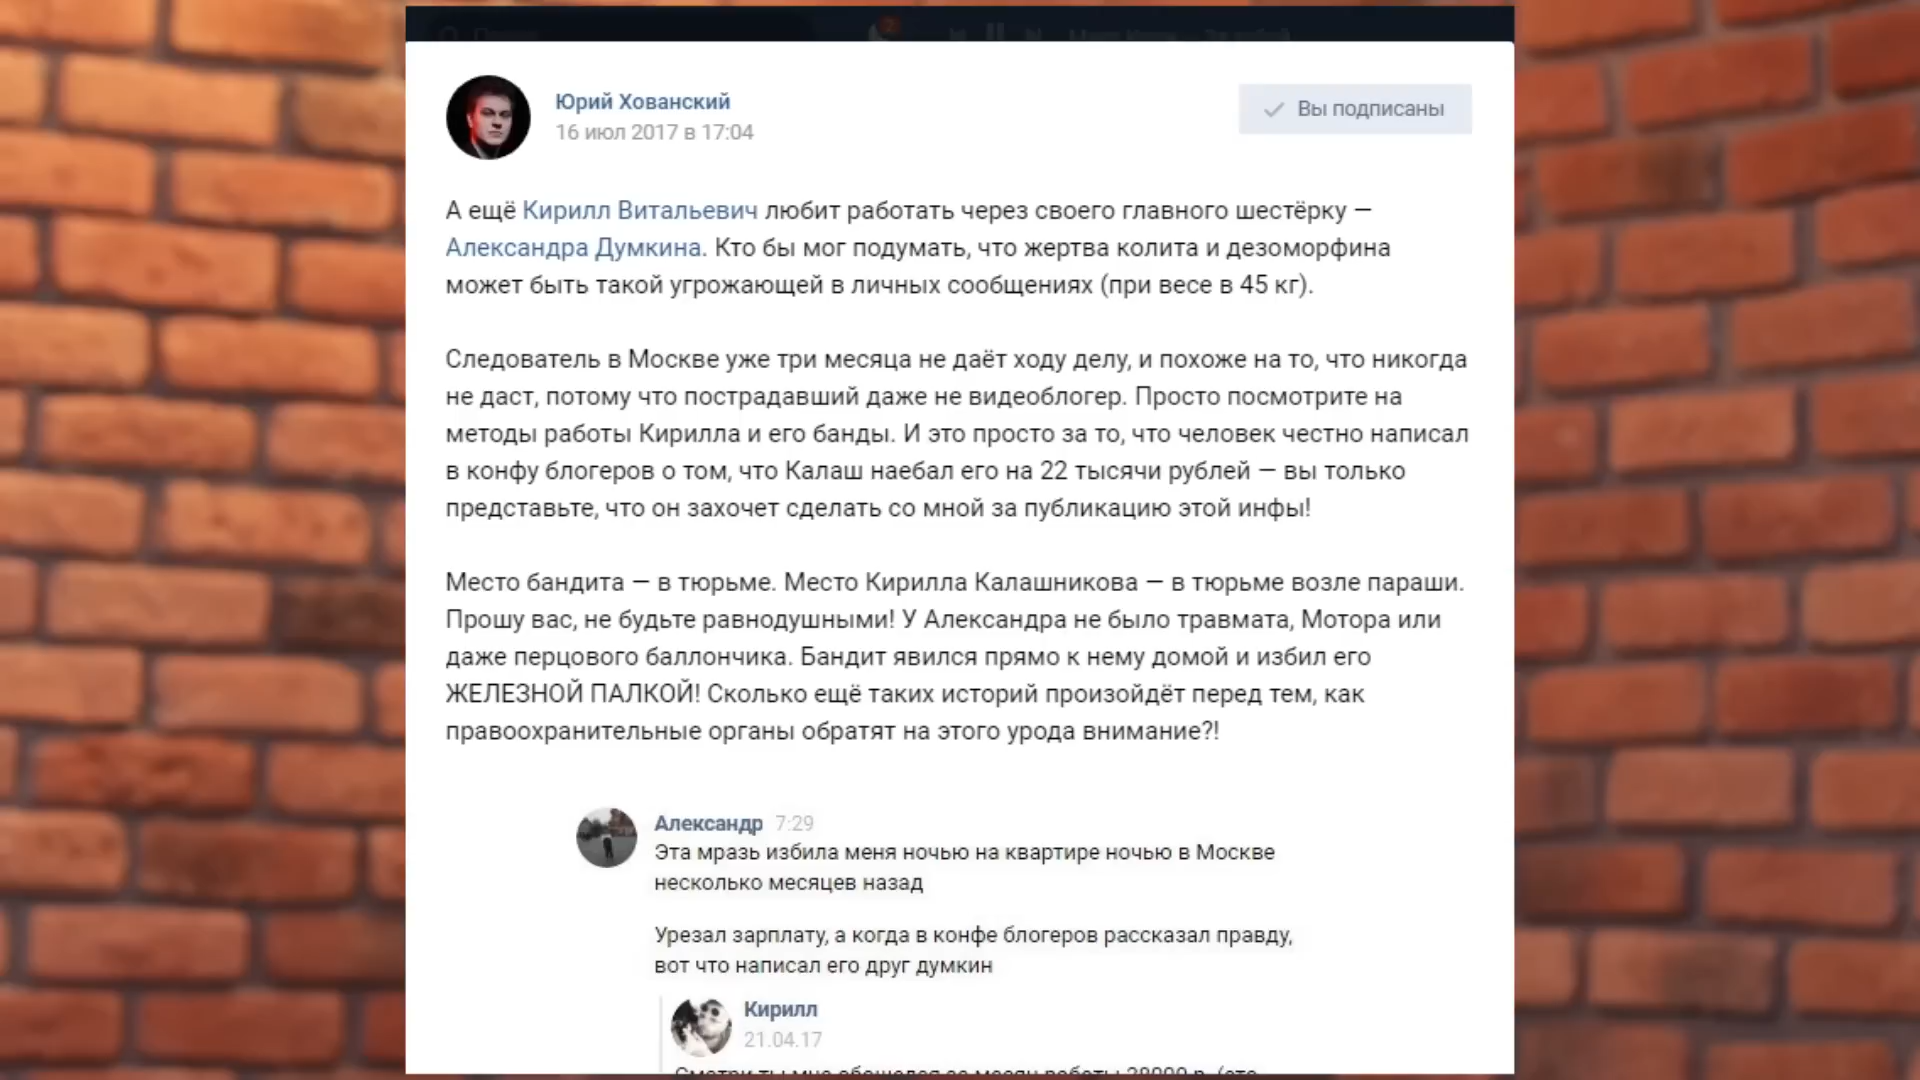 Юрий Хованский
16 июл 2017 в 17:04
Вы подписаны
А ещё Кирилл Витальевич любит работать через своего главного шестёрку —
Александра Думкина. Кто бы мог подумать, что жертва колита и дезоморфина
может быть такой угрожающей в личных сообщениях (при весе в 45 кг).
Следователь в Москве уже три месяца не даёт ходу делу, и похоже на то, что никогда
не даст, потому что пострадавший даже не видеоблогер. Просто посмотрите на
методы работы Кирилла и его банды. И это просто за то, что человек честно написал
в конфу блогеров о том, что Калаш наебал его на 22 тысячи рублей — вы только
представьте, что он захочет сделать со мной за публикацию этой инфы!
Место бандита — в тюрьме. Место Кирилла Калашникова — в тюрьме возле параши.
Прошу вас, не будьте равнодушными! У Александра не было травмата, Мотора или
даже перцового баллончика. Бандит явился прямо к нему домой и избил его
ЖЕЛЕЗНОЙ ПАЛКОЙ! Сколько ещё таких историй произойдёт перед тем, как
правоохранительные органы обратят на этого урода внимание?!
Александр 7:29
Эта мразь избила меня ночью на квартире ночью в Москве
несколько месяцев назад
Урезал зарплату, а когда в конфе блогеров рассказал правду,
вот что написал его друг думкин
Кирилл
21.04.17